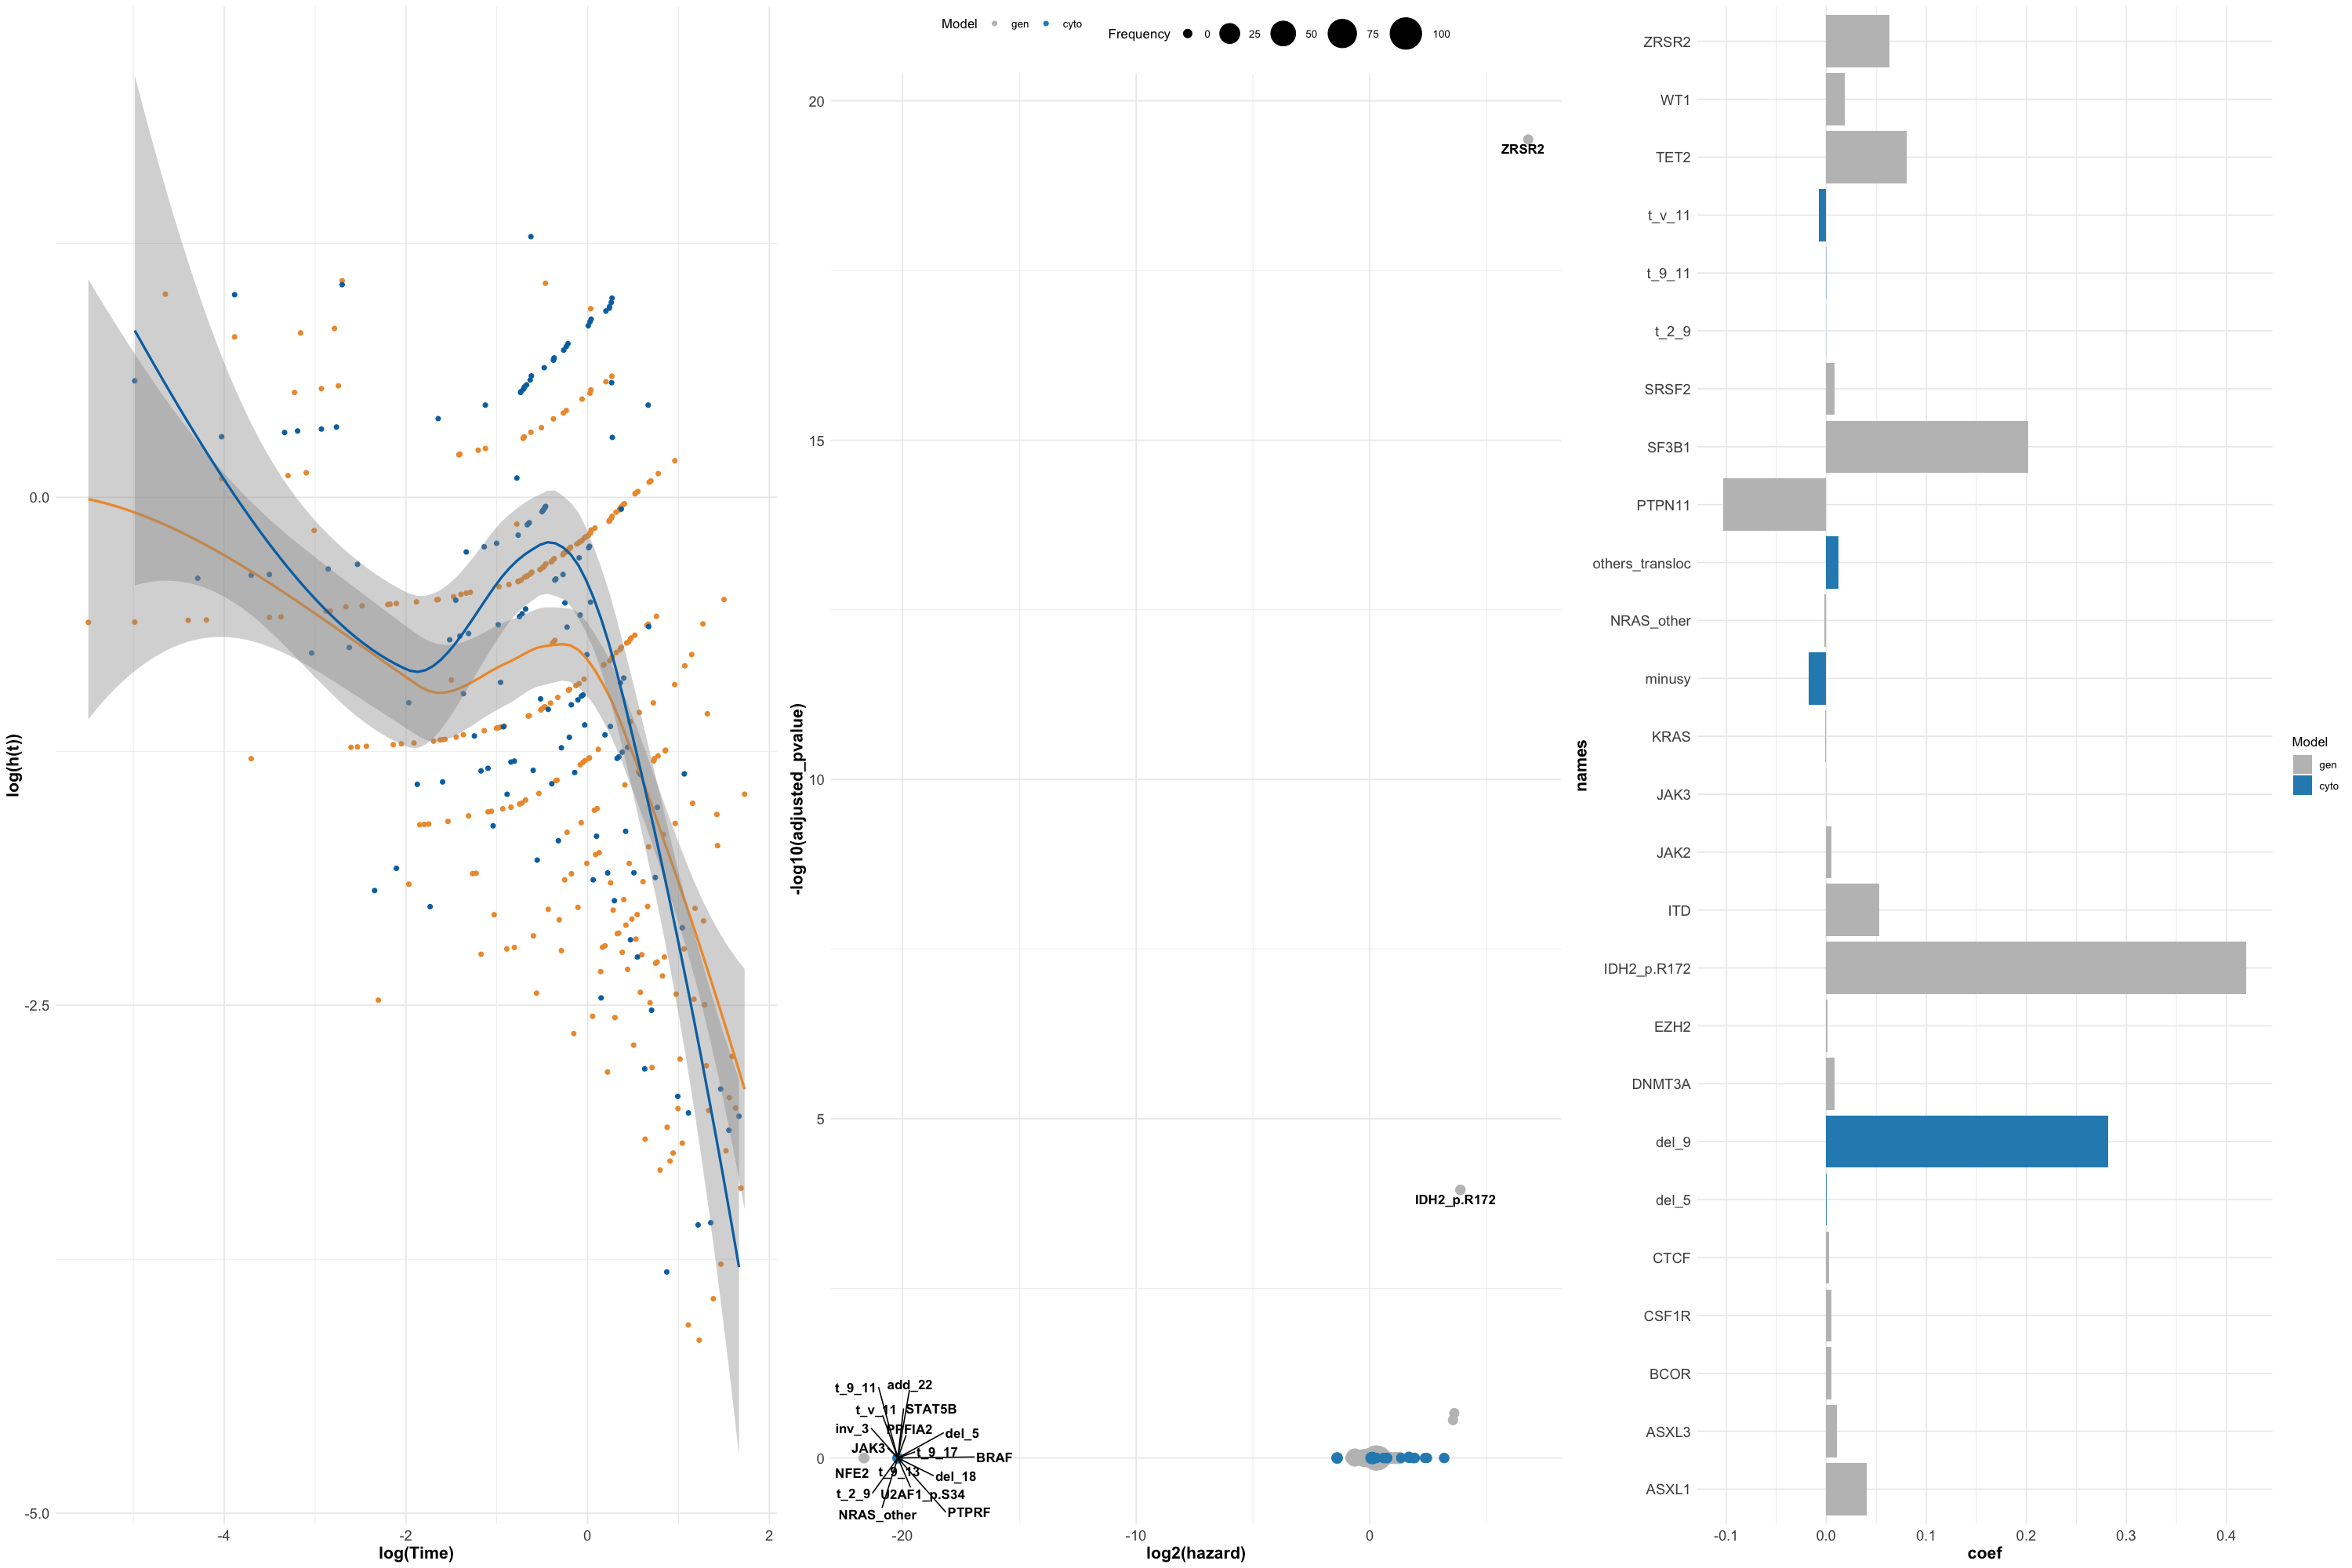 log(h(t))
0.0
-2.5
-5.0
-4
-2
0
2
log(Time)
Model gen cyto
Frequency 0 25 50 75 100
-log10(adjusted_pvalue)
20
15
10
5
0
ZRSR2
IDH2_p.R172
t_9_11
add_22
t_v_11
STAT5B
inv_3
PPFIA2
del_5
JAK3
t_9_17
BRAF
NFE2
t_9_13
del_18
t_2_9
U2AF1_p.S34
NRAS_other
PTPRF
-20
-10
0
log2(hazard)
names
ZRSR2
WT1
TET2
t_v_11
t_9_11
t_2_9
SRSF2
SF3B1
PTPN11
others_transloc
NRAS_other
minusy
KRAS
JAK3
JAK2
ITD
IDH2_p.R172
EZH2
DNMT3A
del_9
del_5
CTCF
CSF1R
BCOR
ASXL3
ASXL1
-0.1
0.0
0.1
0.2
0.3
0.4
coef
Model
gen
cyto